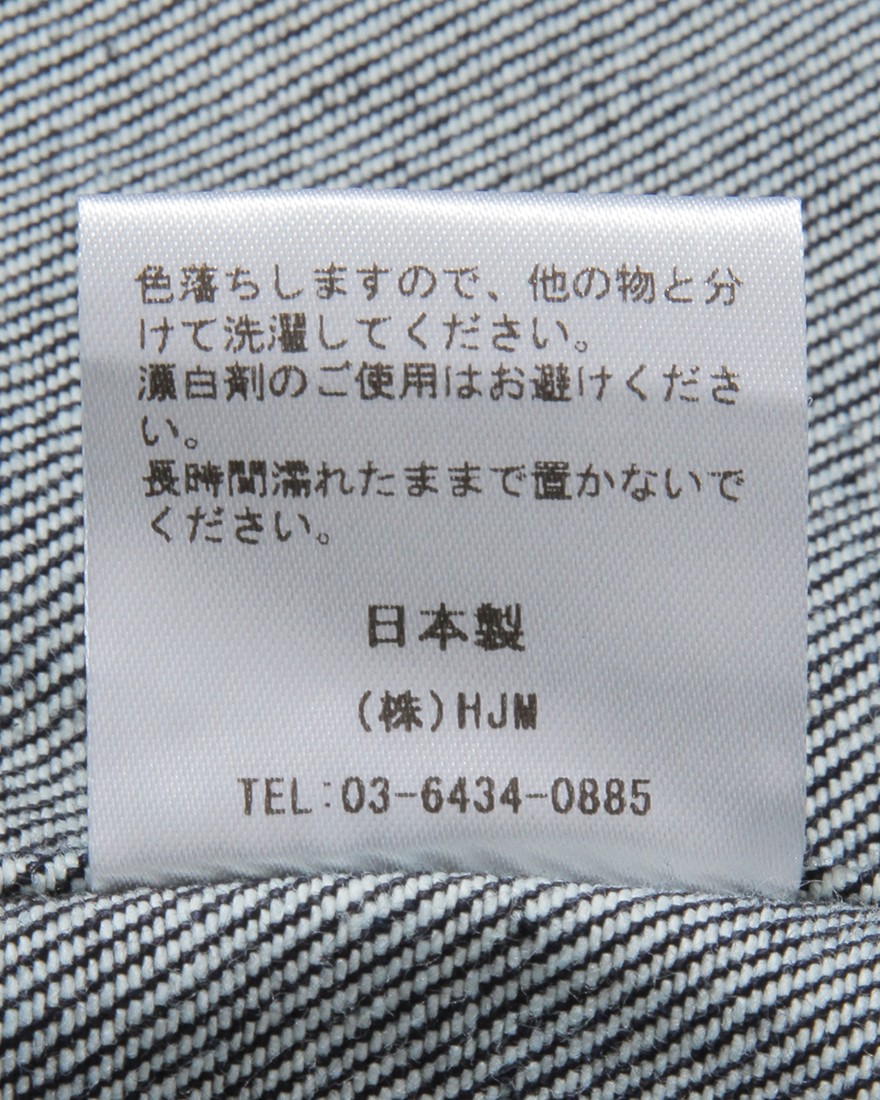 色落ちしますので、他の物と分
けて洗濯してください。
漂白剤のご使用はお避けくださ
い。
長時間濡れたままで置かないで
ください。
日本製
(株)HJM
TEL:03-6434-0885